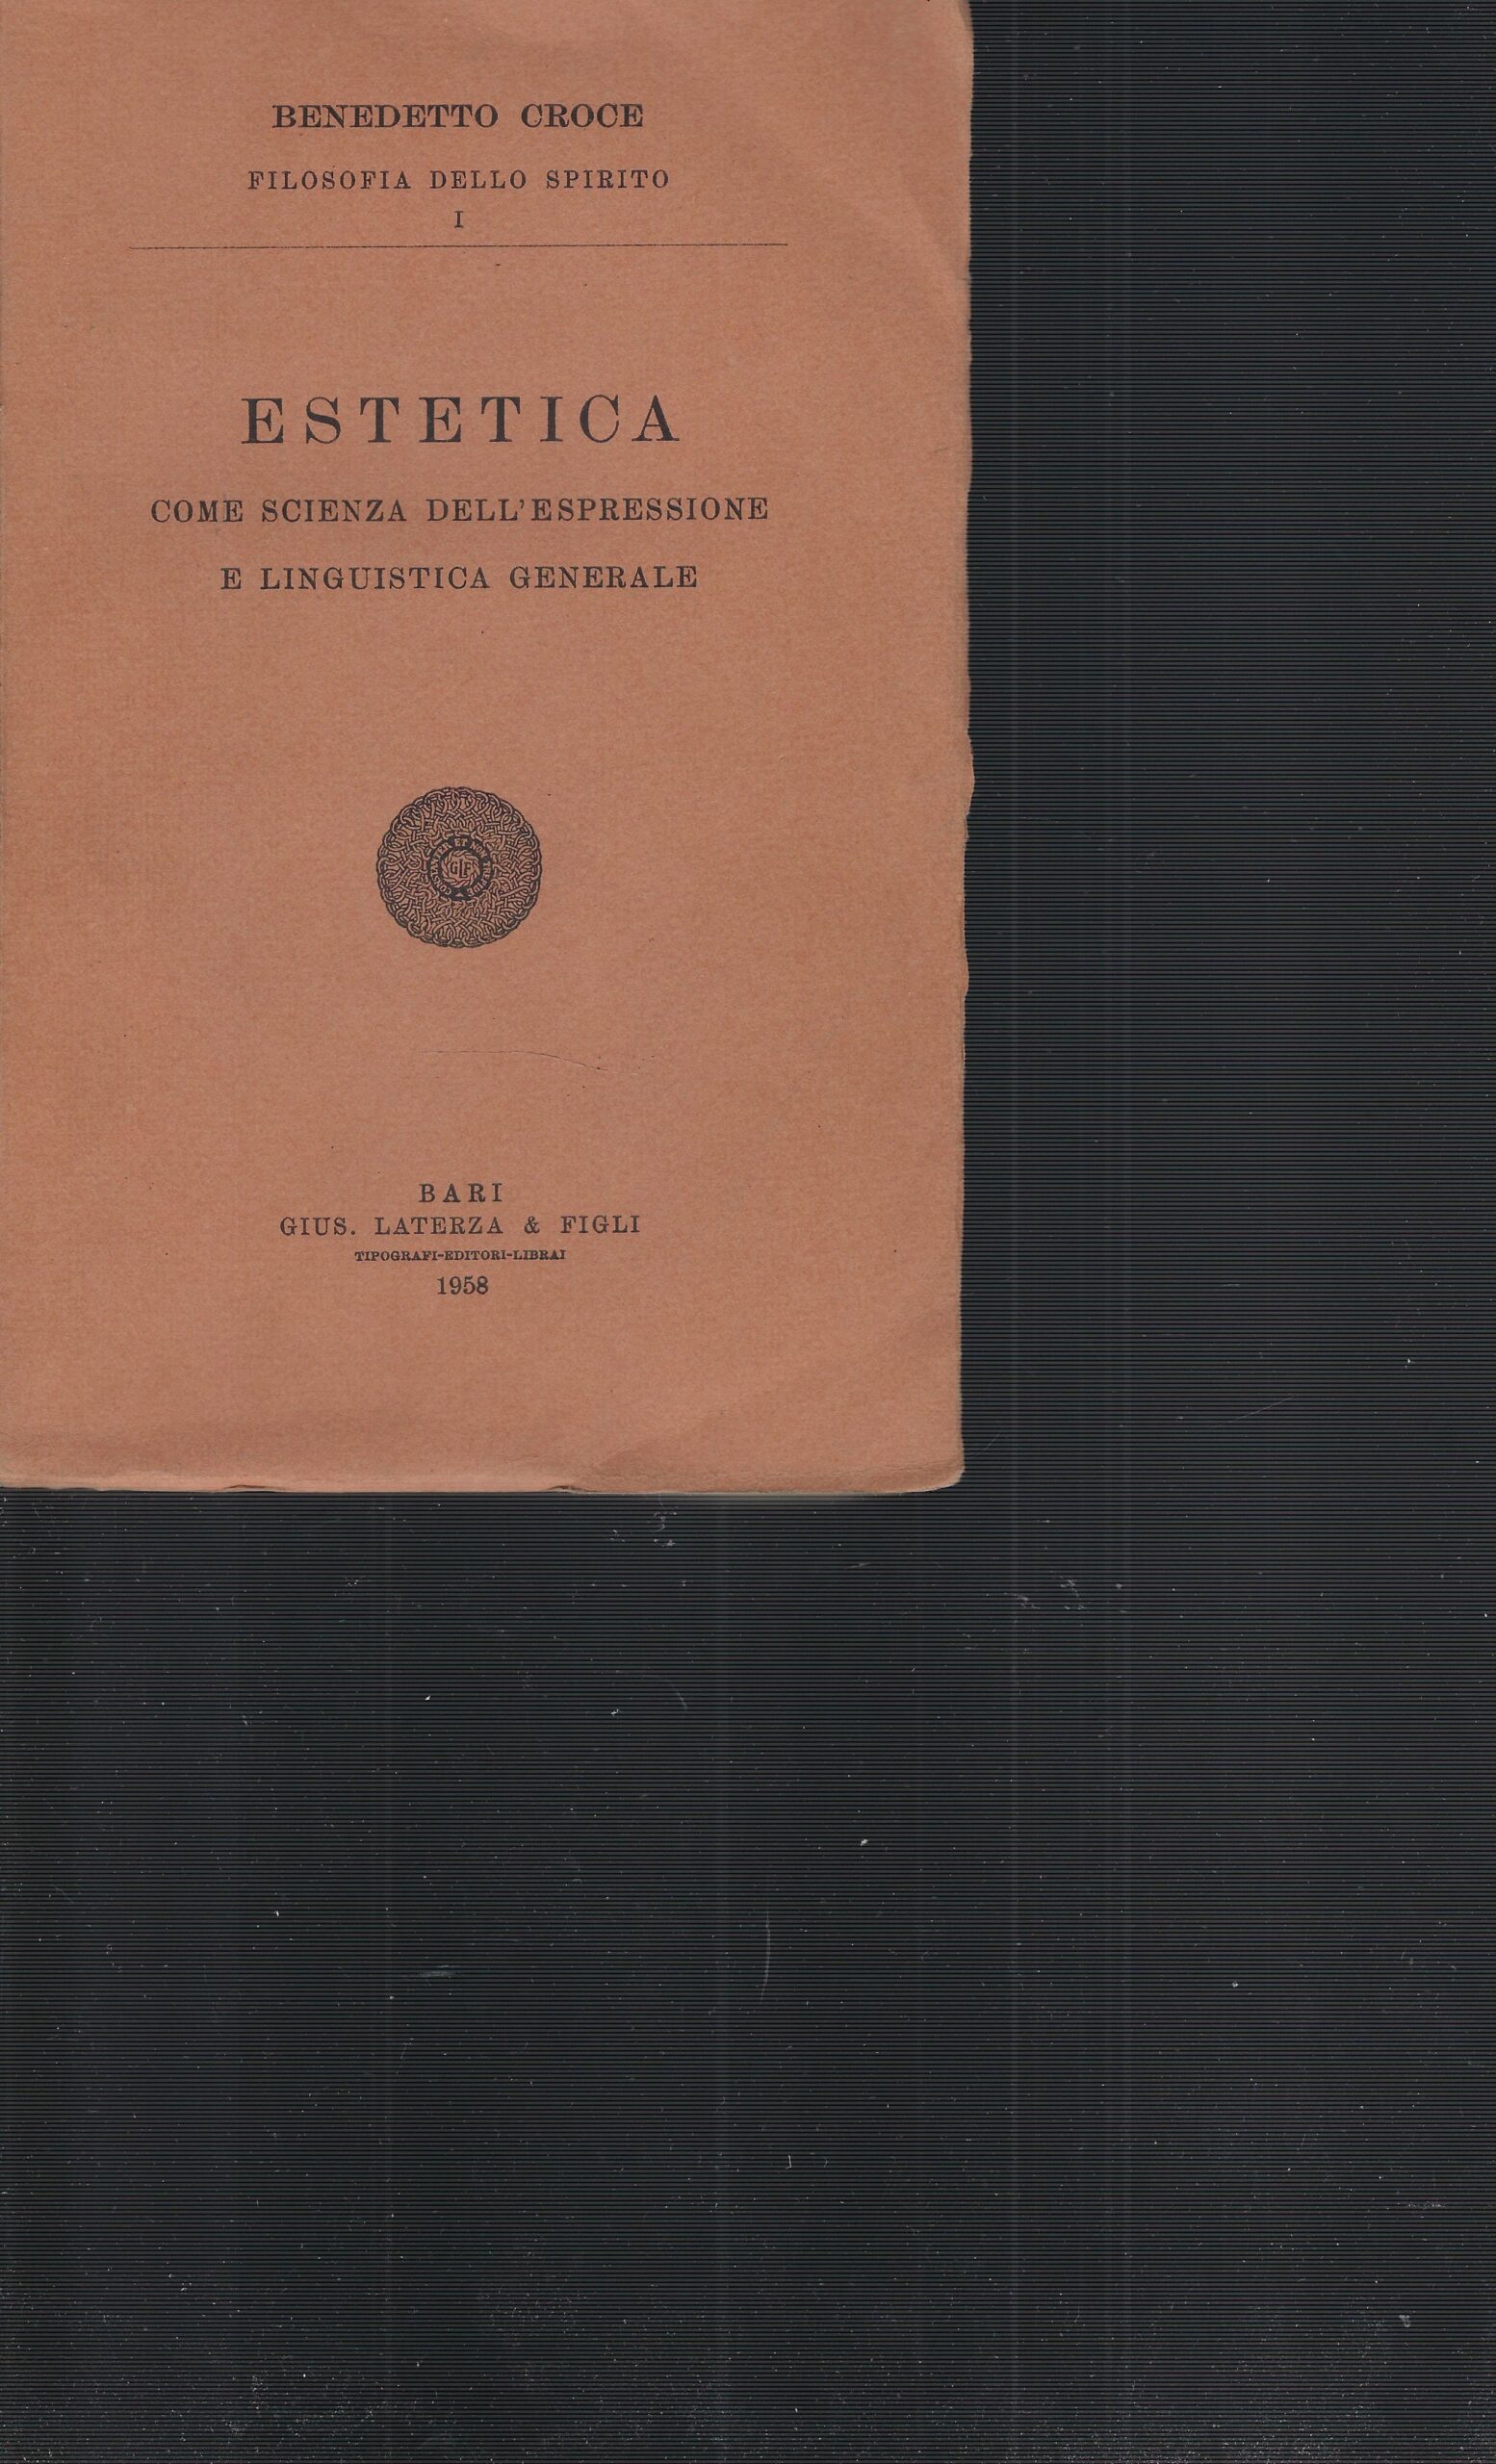 BENEDETTO CROCE
FILOSOFIA DELLO SPIRITO
I
ESTETICA
COME SCIENZA DELL'ESPRESSIONE
E LINGUISTICA GENERALE
BARI
GIUS. LATERZA & FIGLI
TIPOGRAFI-EDITORI-LIBRAI
1958